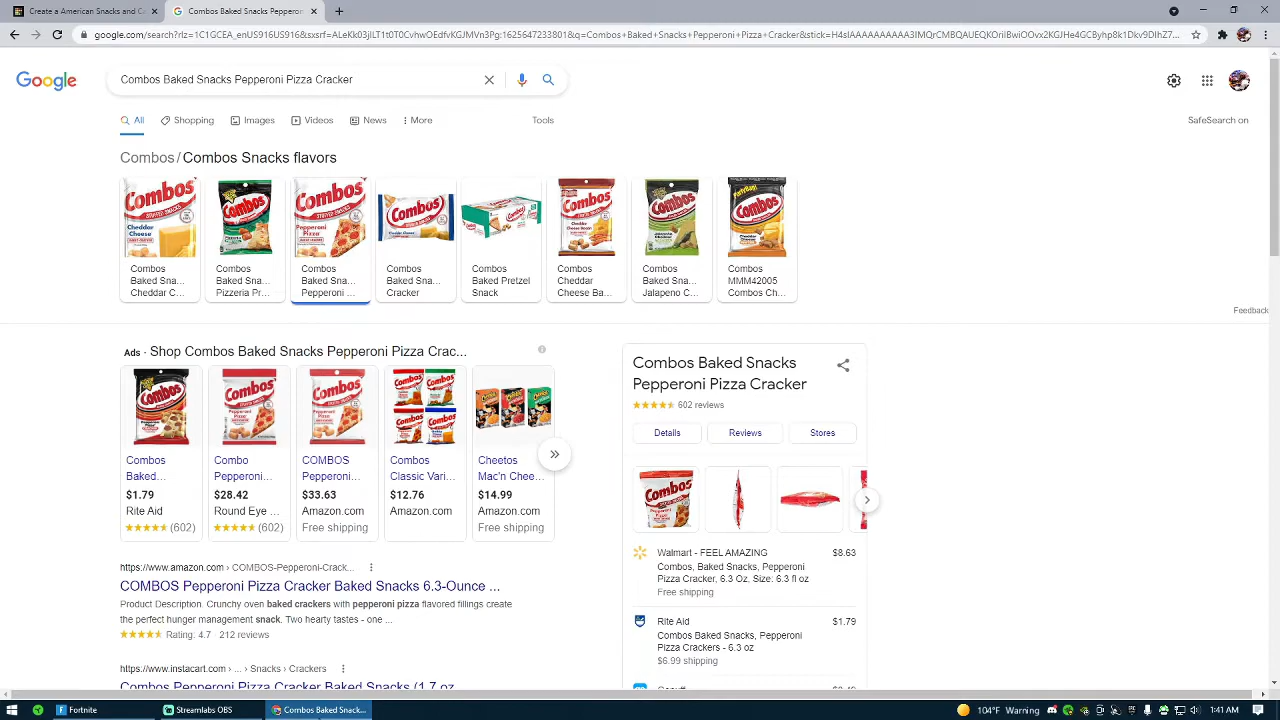 Create a American Snacks and Ca
Combos Baked Snacks Pepperon
google.com/search?rlz=1C1GCEA_enUS916US916&sxsrf=ALeKk03jILT1t0T0CvhwOEdfvKGJMVn3Pg:1625647233801&q=Combos+Baked+Snacks+Pepperoni+Pizza+Cracker&stick=
Google
Combos Baked Snacks Pepperoni Pizza Cracker
All
Shopping
Images
Videos
News
More
Tools
SafeSearch on
Combos / Combos Snacks flavors
Combos
Baked Sna...
Cheddar C...
Combos
Baked Sna...
Pizzeria Pr...
Combos
Baked Sna...
Pepperoni ...
Combos
Baked Sna...
Cracker
Combos
Baked Pretzel
Snack
Combos
Cheddar
Cheese Ba...
Combos
Baked Sna...
Jalapeno C...
Combos
MMM42005
Combos Ch...
Feedback
Ads · Shop Combos Baked Snacks Pepperoni Pizza Crac...
Combos
Baked...
$1.79
Rite Aid
(602)
Combo
Pepperoni...
$28.42
Round Eye ...
(602)
COMBOS
Pepperoni...
$33.63
Amazon.com
Free shipping
Combos
Classic Vari...
$12.76
Amazon.com
Cheetos
Mac'n Chee...
$14.99
Amazon.com
Free shipping
https://www.amazon.com › COMBOS-Pepperoni-Crack...
COMBOS Pepperoni Pizza Cracker Baked Snacks 6.3-Ounce ...
Product Description. Crunchy oven baked crackers with pepperoni pizza flavored fillings create
the perfect hunger management snack. Two hearty tastes - one ...
Rating: 4.7 · 212 reviews
https://www.instacart.com › ... › Snacks › Crackers
Combos Pepperoni Pizza Cracker Baked Snacks (1.7 oz
Combos Baked Snacks
Pepperoni Pizza Cracker
602 reviews
Details
Reviews
Stores
Walmart - FEEL AMAZING
$8.63
Combos, Baked Snacks, Pepperoni
Pizza Cracker, 6.3 Oz, Size: 6.3 fl oz
Free shipping
Rite Aid
$1.79
Combos Baked Snacks, Pepperoni
Pizza Crackers - 6.3 oz
$6.99 shipping
Fortnite
Streamlabs OBS
Combos Baked Snack...
104°F Warning
1:41 AM